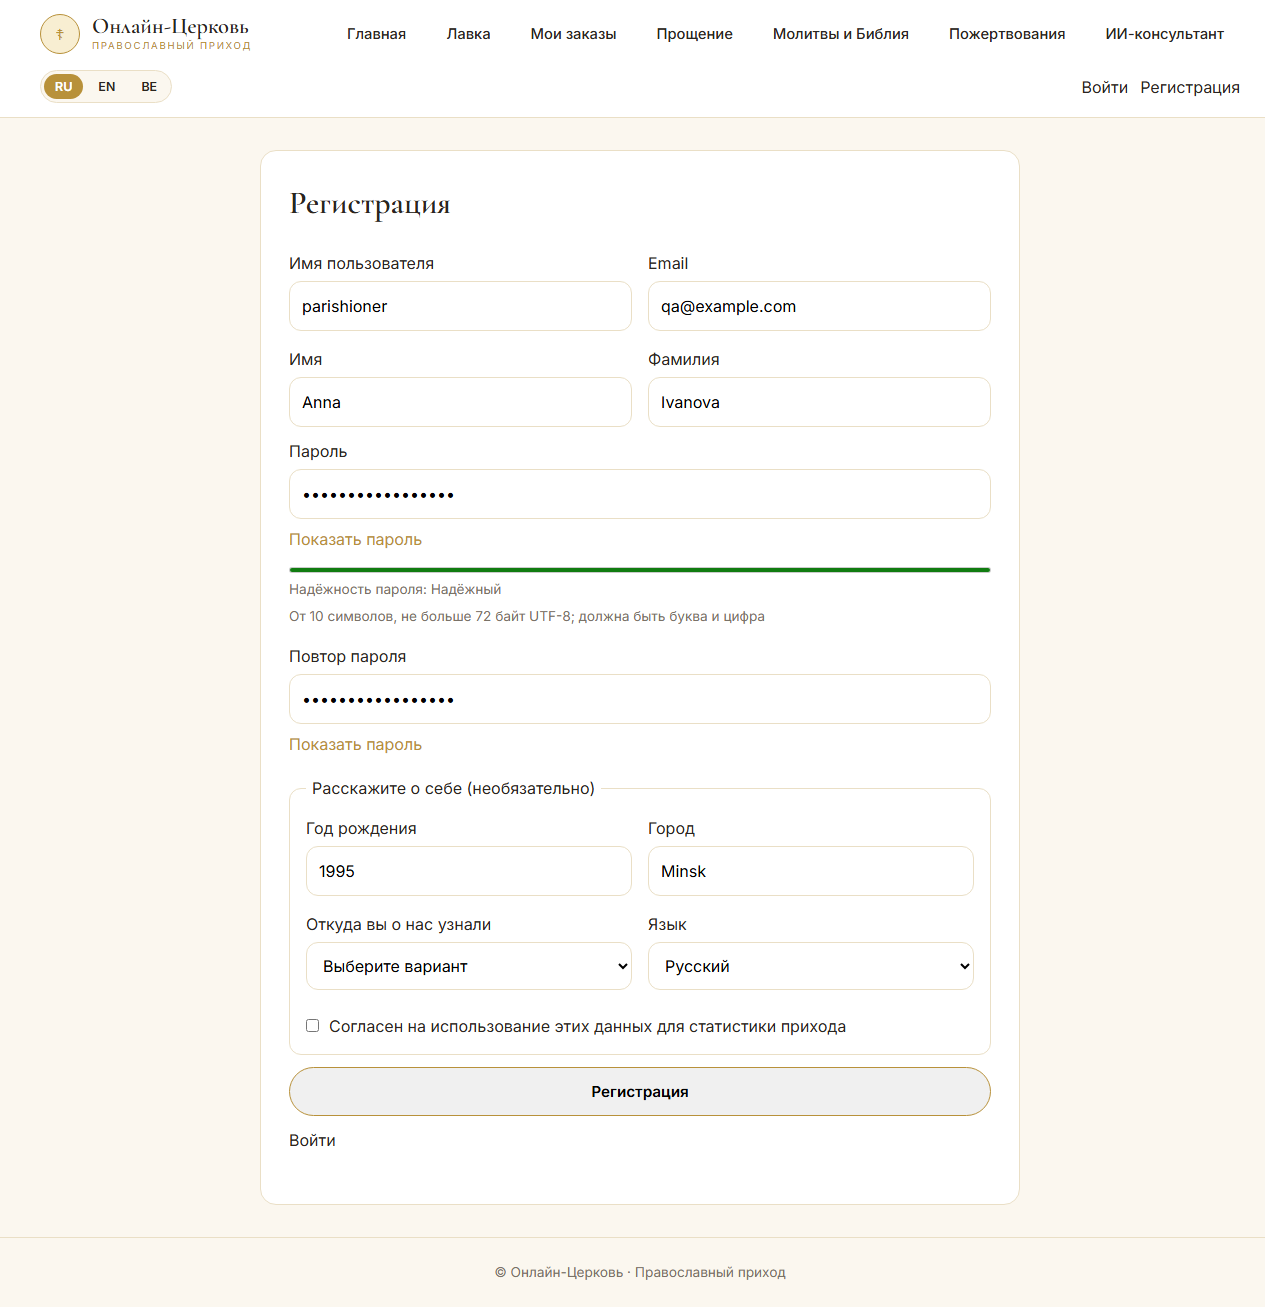 Онлайн-Церковь
ПРАВОСЛАВНЫЙ ПРИХОД
Главная Лавка Мои заказы Прощение Молитвы и Библия Пожертвования ИИ-консультант
RU EN BE
Войти Регистрация
Регистрация
Имя пользователя Email
parishioner qa@example.com
Имя Фамилия
Anna Ivanova
Пароль
•••••••••••••••••
Показать пароль
Надёжность пароля: Надёжный
От 10 символов, не больше 72 байт UTF-8; должна быть буква и цифра
Повтор пароля
•••••••••••••••••
Показать пароль
Расскажите о себе (необязательно)
Год рождения Город
1995 Minsk
Откуда вы о нас узнали Язык
Выберите вариант Русский
Согласен на использование этих данных для статистики прихода
Регистрация
Войти
© Онлайн-Церковь · Православный приход